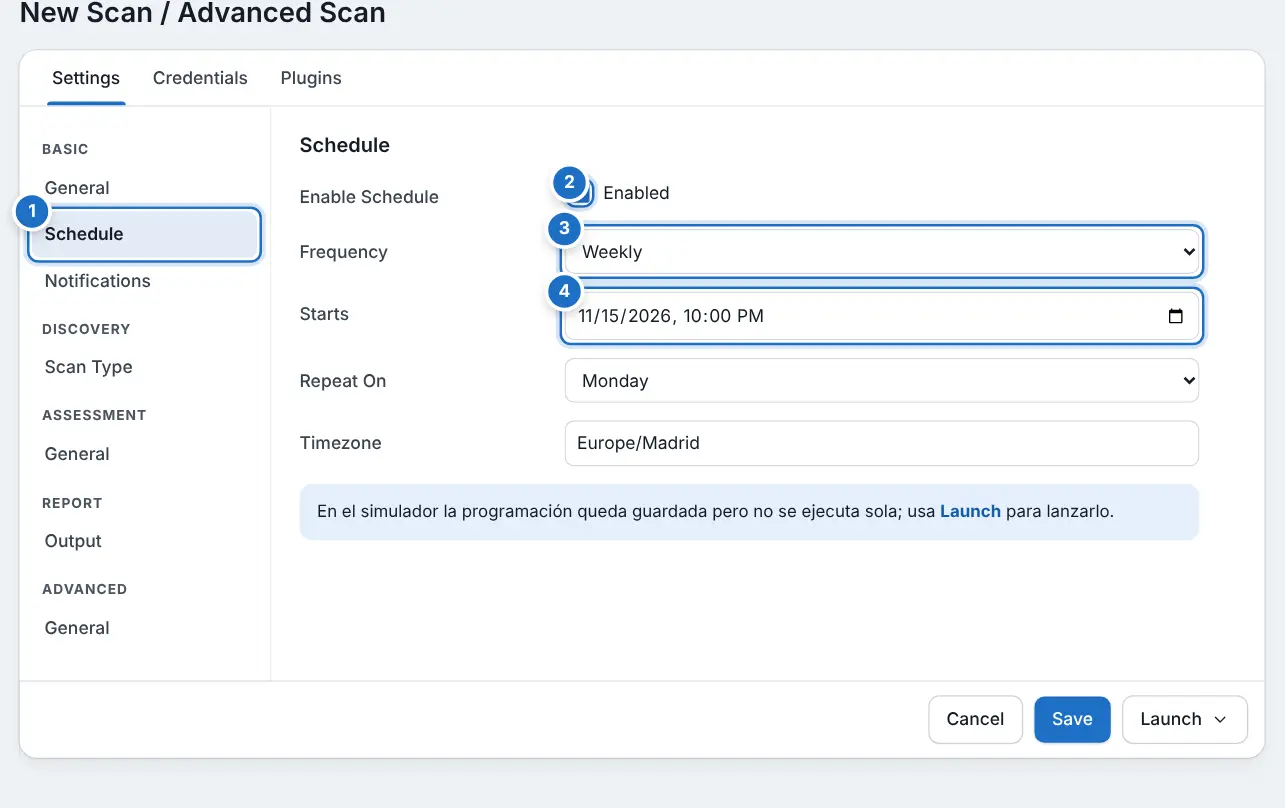 New Scan / Advanced Scan
Settings Credentials Plugins
BASIC
General
1
Schedule
Notifications
DISCOVERY
Scan Type
ASSESSMENT
General
REPORT
Output
ADVANCED
General
Schedule
Enable Schedule 2 Enabled
Frequency 3 Weekly
Starts 4 11/15/2026, 10:00 PM
Repeat On Monday
Timezone Europe/Madrid
En el simulador la programación queda guardada pero no se ejecuta sola; usa Launch para lanzarlo.
Cancel Save Launch